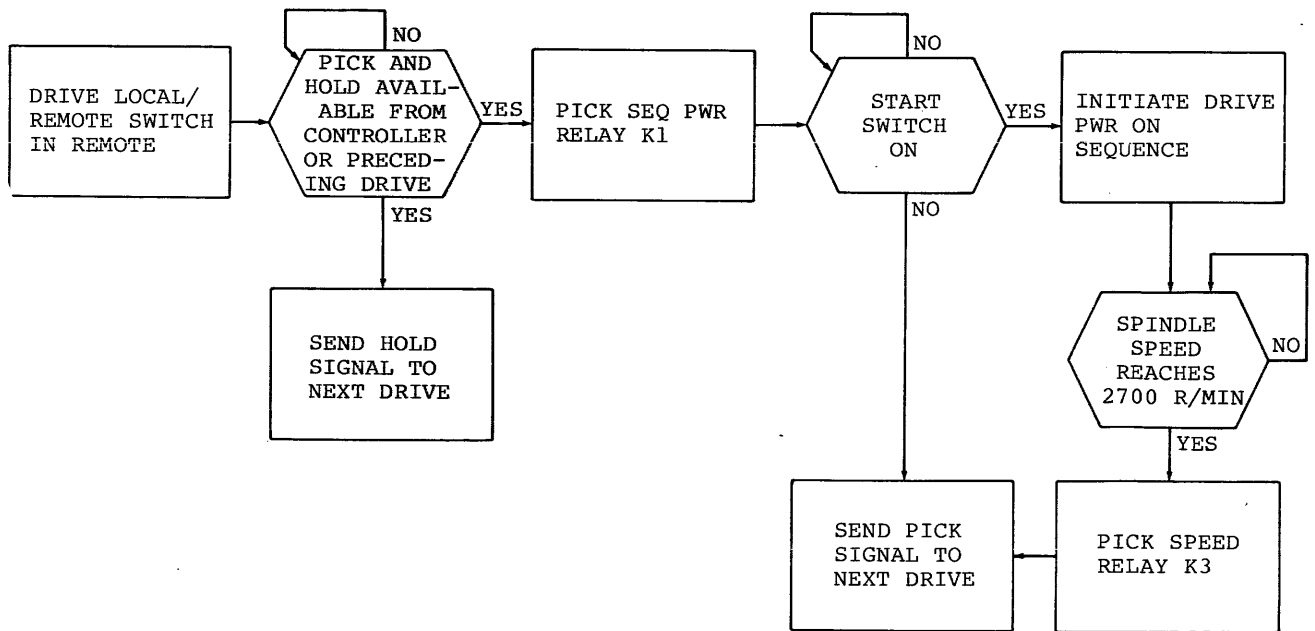 DRIVE LOCAL/
REMOTE SWITCH
IN REMOTE
NO
PICK AND
HOLD AVAIL-
ABLE FROM
CONTROLLER
OR PRECED-
ING DRIVE
YES
YES
SEND HOLD
SIGNAL TO
NEXT DRIVE
PICK SEQ PWR
RELAY K1
NO
START
SWITCH
ON
YES
NO
INITIATE DRIVE
PWR ON
SEQUENCE
SPINDLE
SPEED
REACHES
2700 R/MIN
NO
YES
PICK SPEED
RELAY K3
SEND PICK
SIGNAL TO
NEXT DRIVE